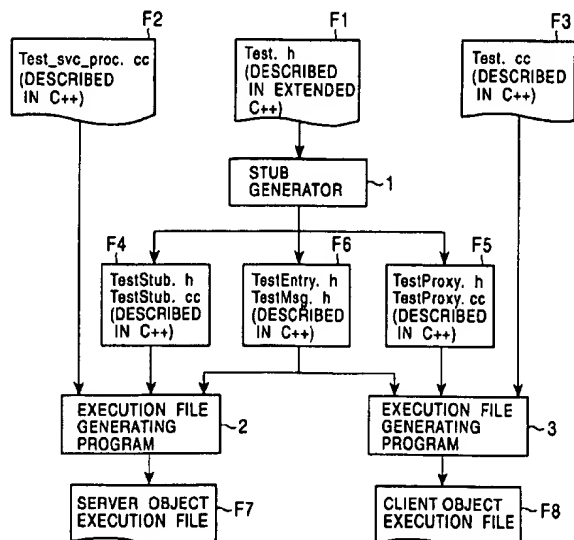 F2
F1
F3
Test_svc_proc. cc
(DESCRIBED
IN C++)
Test. h
(DESCRIBED
IN EXTENDED
C++)
Test. cc
(DESCRIBED
IN C++)
STUB
GENERATOR
1
F4
F6
F5
TestStub. h
TestStub. cc
(DESCRIBED
IN C++)
TestEntry. h
TestMsg. h
(DESCRIBED
IN C++)
TestProxy. h
TestProxy. cc
(DESCRIBED
IN C++)
EXECUTION FILE
GENERATING
PROGRAM
2
EXECUTION FILE
GENERATING
PROGRAM
3
SERVER OBJECT
EXECUTION FILE
F7
CLIENT OBJECT
EXECUTION FILE
F8